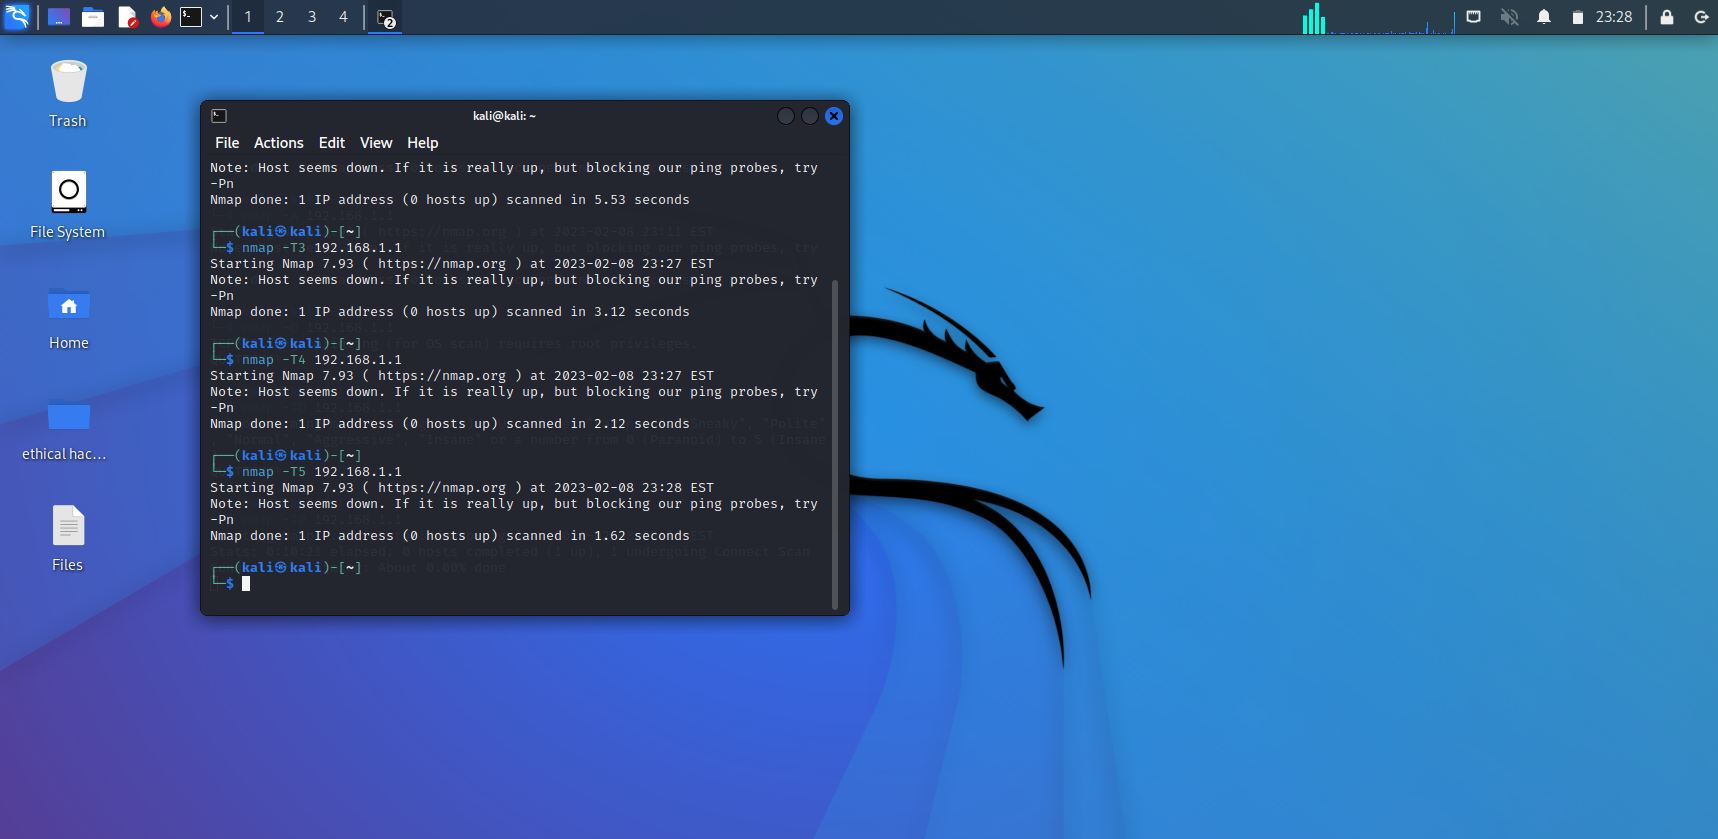 1 2 3 4
2
23:28
Trash
File System
Home
ethical hac...
Files
kali@kali: ~
File Actions Edit View Help
Note: Host seems down. If it is really up, but blocking our ping probes, try
-Pn
Nmap done: 1 IP address (0 hosts up) scanned in 5.53 seconds
┌──(kali㉿kali)-[~]
└─$ nmap -T3 192.168.1.1
Starting Nmap 7.93 ( https://nmap.org ) at 2023-02-08 23:27 EST
Note: Host seems down. If it is really up, but blocking our ping probes, try
-Pn
Nmap done: 1 IP address (0 hosts up) scanned in 3.12 seconds
┌──(kali㉿kali)-[~]
└─$ nmap -T4 192.168.1.1
Starting Nmap 7.93 ( https://nmap.org ) at 2023-02-08 23:27 EST
Note: Host seems down. If it is really up, but blocking our ping probes, try
-Pn
Nmap done: 1 IP address (0 hosts up) scanned in 2.12 seconds
┌──(kali㉿kali)-[~]
└─$ nmap -T5 192.168.1.1
Starting Nmap 7.93 ( https://nmap.org ) at 2023-02-08 23:28 EST
Note: Host seems down. If it is really up, but blocking our ping probes, try
-Pn
Nmap done: 1 IP address (0 hosts up) scanned in 1.62 seconds
┌──(kali㉿kali)-[~]
└─$